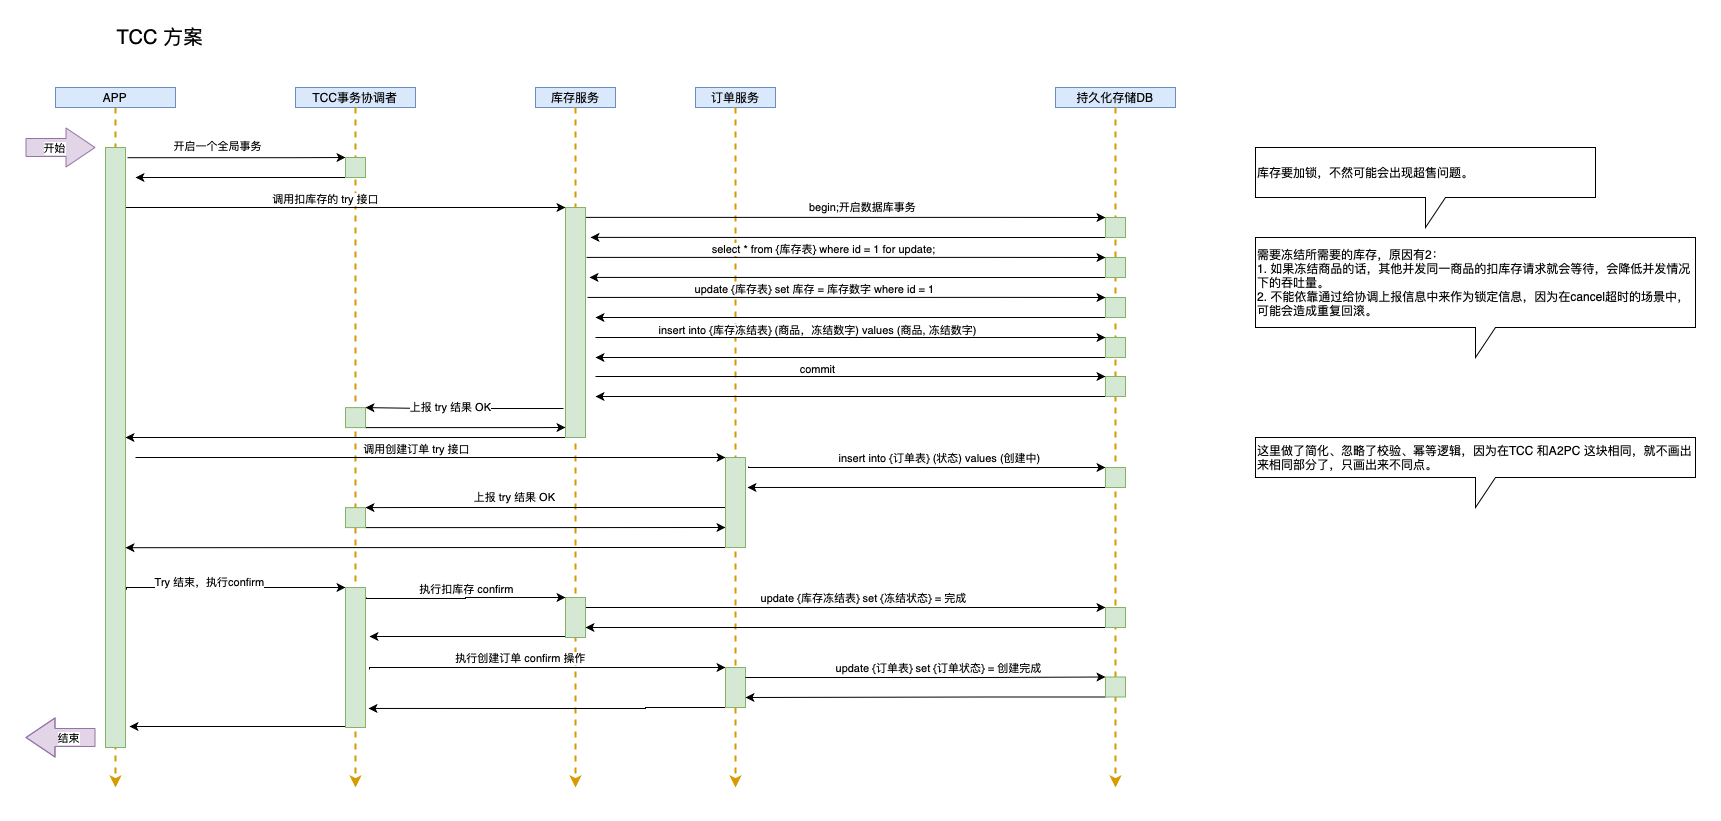 TCC 方案
APP
TCC事务协调者
库存服务
订单服务
持久化存储DB
开始
开启一个全局事务
库存要加锁，不然可能会出现超售问题。
调用扣库存的 try 接口
begin;开启数据库事务
select * from {库存表} where id = 1 for update;
需要冻结所需要的库存，原因有2：
1. 如果冻结商品的话，其他并发同一商品的扣库存请求就会等待，会降低并发情况
下的吞吐量。
2. 不能依靠通过给协调上报信息中来作为锁定信息，因为在cancel超时的场景中，
可能会造成重复回滚。
update {库存表} set 库存 = 库存数字 where id = 1
insert into {库存冻结表} (商品，冻结数字) values (商品, 冻结数字)
commit
上报 try 结果 OK
调用创建订单 try 接口
insert into {订单表} (状态) values (创建中)
这里做了简化、忽略了校验、幂等逻辑，因为在TCC 和A2PC 这块相同，就不画出
来相同部分了，只画出来不同点。
上报 try 结果 OK
Try 结束，执行confirm
执行扣库存 confirm
update {库存冻结表} set {冻结状态} = 完成
执行创建订单 confirm 操作
update {订单表} set {订单状态} = 创建完成
结束